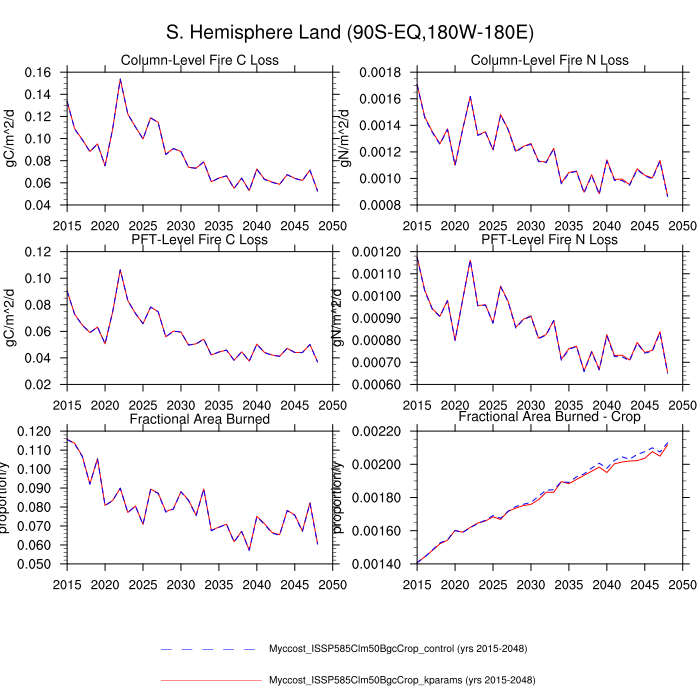 S. Hemisphere Land (90S-EQ,180W-180E)
Column-Level Fire C Loss
gC/m^2/d
0.16
0.14
0.12
0.10
0.08
0.06
0.04
2015 2020 2025 2030 2035 2040 2045 2050
Column-Level Fire N Loss
gN/m^2/d
0.0018
0.0016
0.0014
0.0012
0.0010
0.0008
2015 2020 2025 2030 2035 2040 2045 2050
PFT-Level Fire C Loss
gC/m^2/d
0.12
0.10
0.08
0.06
0.04
0.02
2015 2020 2025 2030 2035 2040 2045 2050
PFT-Level Fire N Loss
gN/m^2/d
0.00120
0.00110
0.00100
0.00090
0.00080
0.00070
0.00060
2015 2020 2025 2030 2035 2040 2045 2050
Fractional Area Burned
proportion/y
0.120
0.110
0.100
0.090
0.080
0.070
0.060
0.050
2015 2020 2025 2030 2035 2040 2045 2050
Fractional Area Burned - Crop
proportion/y
0.00220
0.00200
0.00180
0.00160
0.00140
2015 2020 2025 2030 2035 2040 2045 2050
Myccost_ISSP585Clm50BgcCrop_control (yrs 2015-2048)
Myccost_ISSP585Clm50BgcCrop_kparams (yrs 2015-2048)